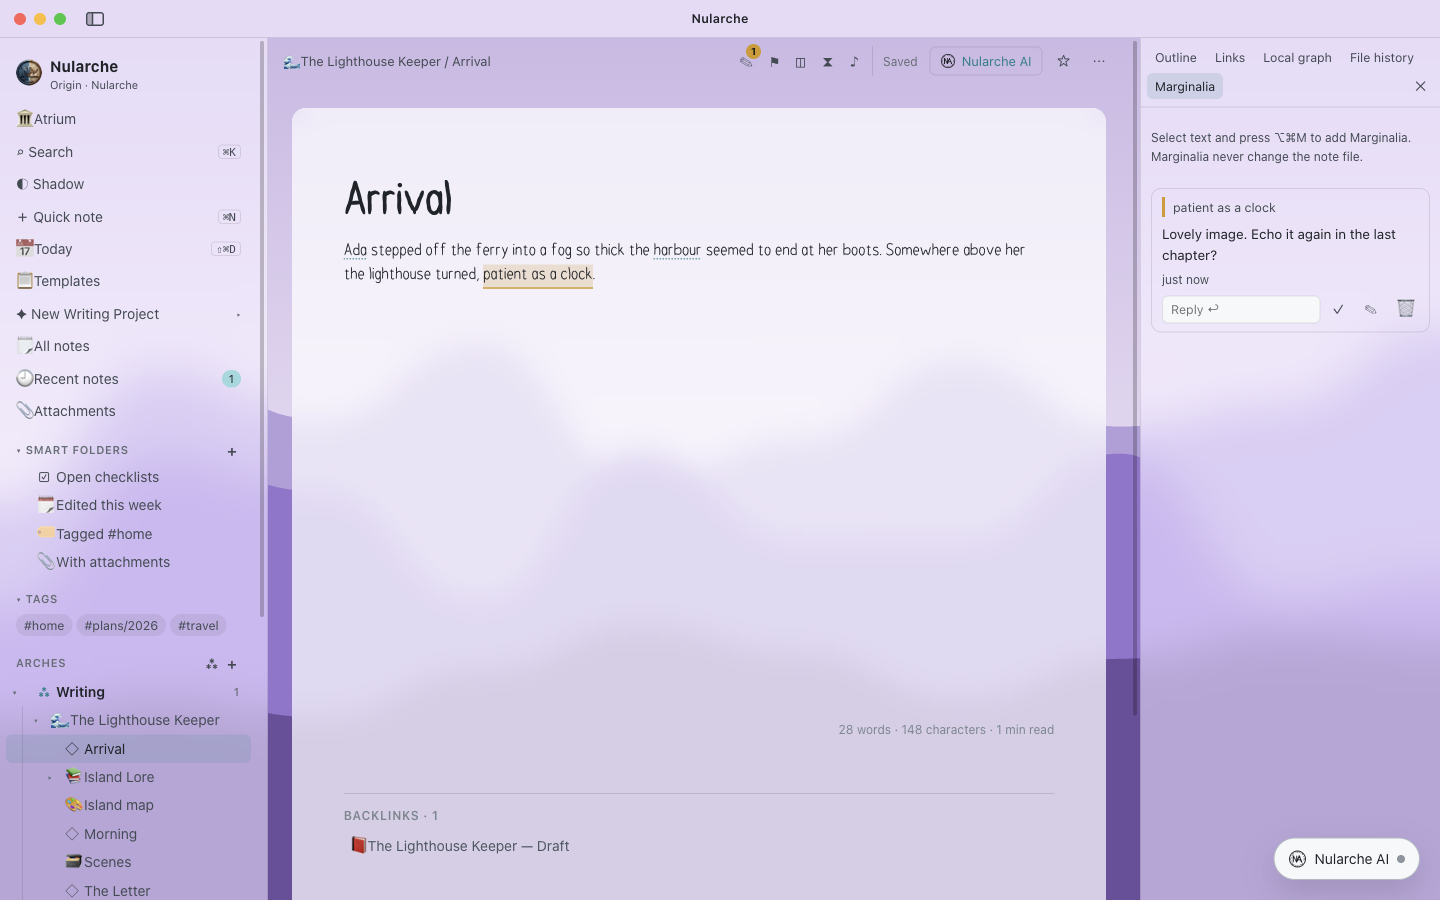 Nularche
Nularche
Origin · Nularche
Atrium
Search ⌘K
Shadow
Quick note ⌘N
Today ⇧⌘D
Templates
New Writing Project
All notes
Recent notes 1
Attachments
SMART FOLDERS
Open checklists
Edited this week
Tagged #home
With attachments
TAGS
#home #plans/2026 #travel
ARCHES
Writing 1
The Lighthouse Keeper
Arrival
Island Lore
Island map
Morning
Scenes
The Letter
The Lighthouse Keeper / Arrival
1
Saved
Nularche AI
Arrival
Ada stepped off the ferry into a fog so thick the harbour seemed to end at her boots. Somewhere above her
the lighthouse turned, patient as a clock.
28 words · 148 characters · 1 min read
BACKLINKS · 1
The Lighthouse Keeper — Draft
Outline Links Local graph File history
Marginalia
Select text and press ⌥⌘M to add Marginalia.
Marginalia never change the note file.
patient as a clock
Lovely image. Echo it again in the last
chapter?
just now
Reply ↩
Nularche AI